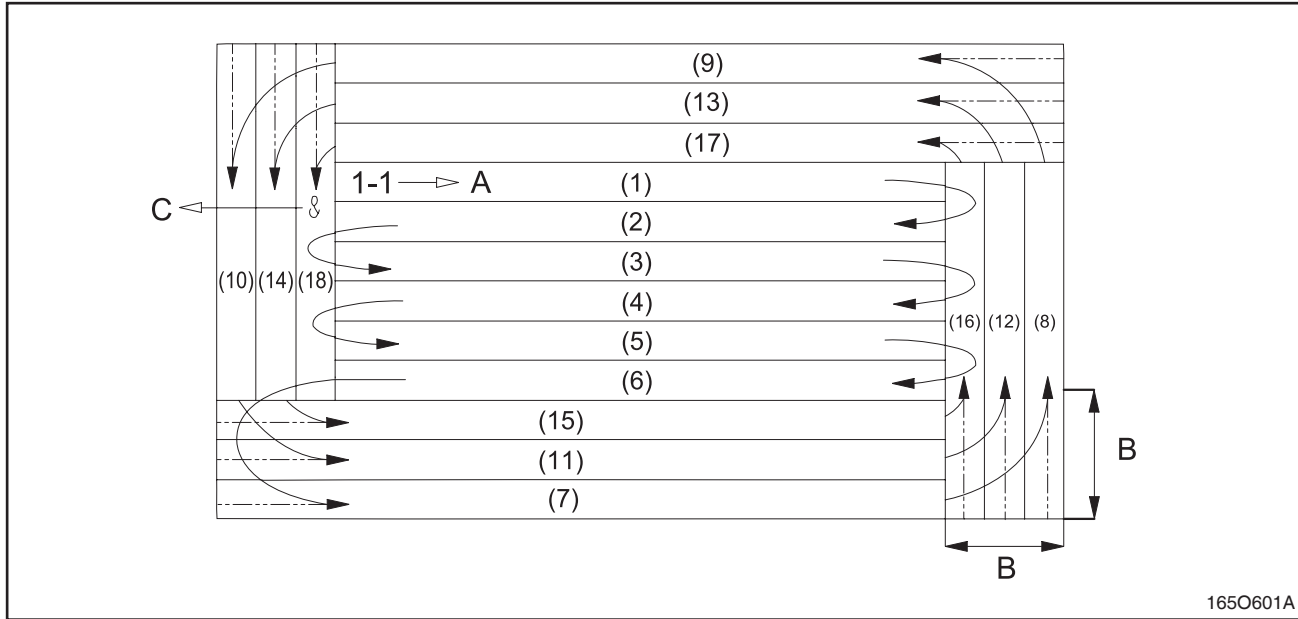 (9)
(13)
(17)
1-1 A (1)
C &
(2)
(3)
(10) (14) (18)
(4)
(16) (12) (8)
(5)
(6)
(15)
(11)
B
(7)
B
165O601A